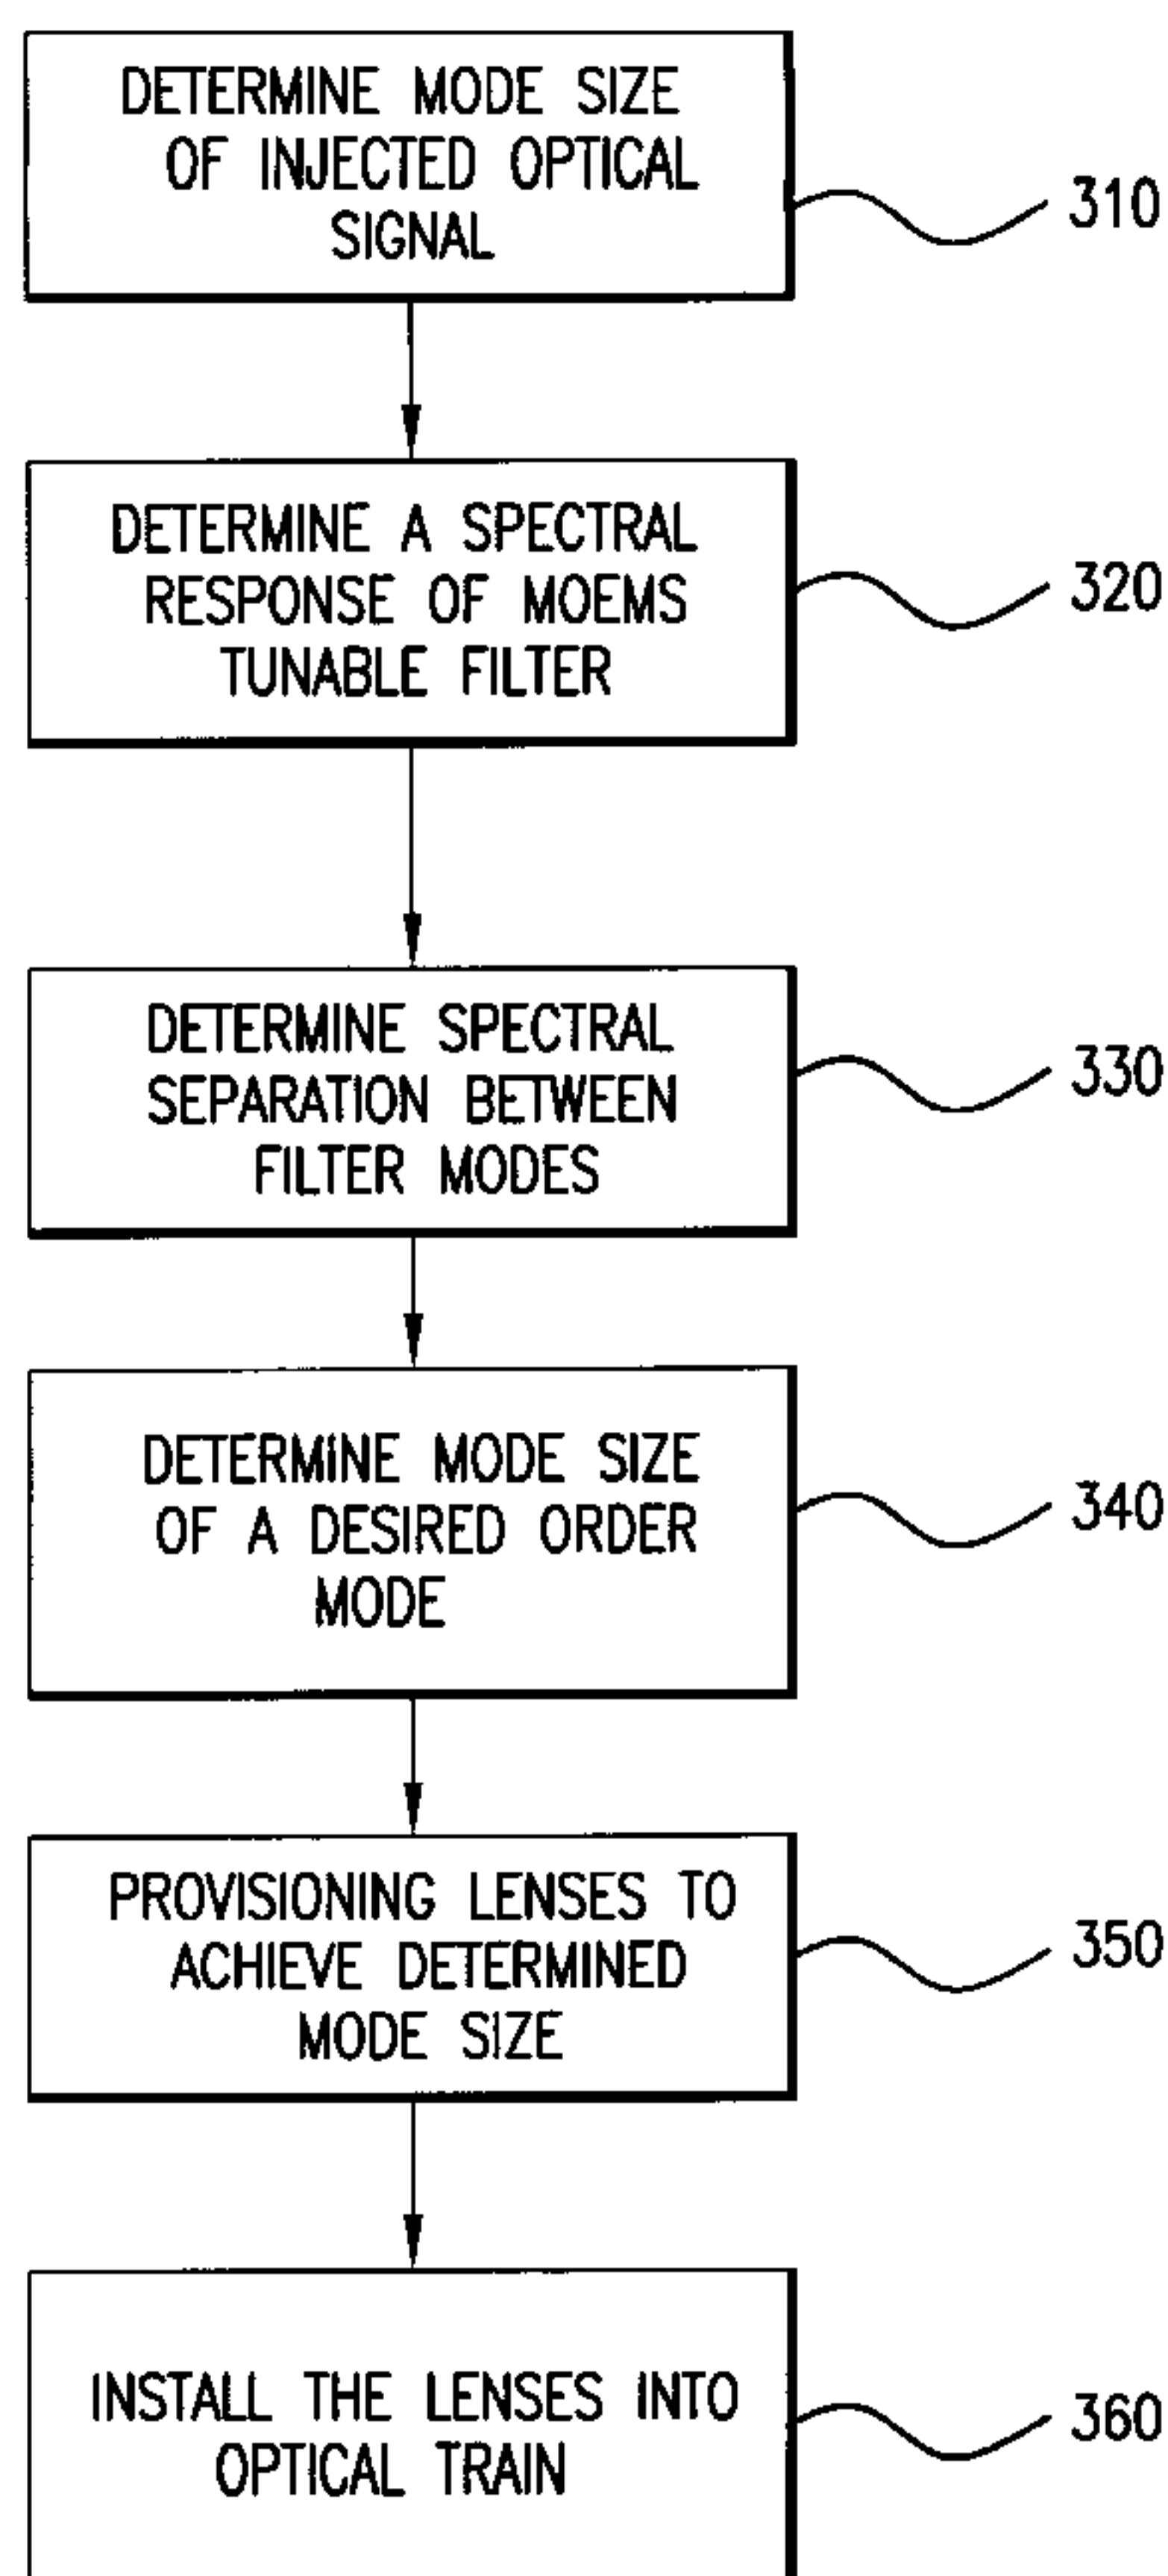 DETERMINE MODE SIZE
OF INJECTED OPTICAL
SIGNAL
310
DETERMINE A SPECTRAL
RESPONSE OF MOEMS
TUNABLE FILTER
320
DETERMINE SPECTRAL
SEPARATION BETWEEN
FILTER MODES
330
DETERMINE MODE SIZE
OF A DESIRED ORDER
MODE
340
PROVISIONING LENSES TO
ACHIEVE DETERMINED
MODE SIZE
350
INSTALL THE LENSES INTO
OPTICAL TRAIN
360